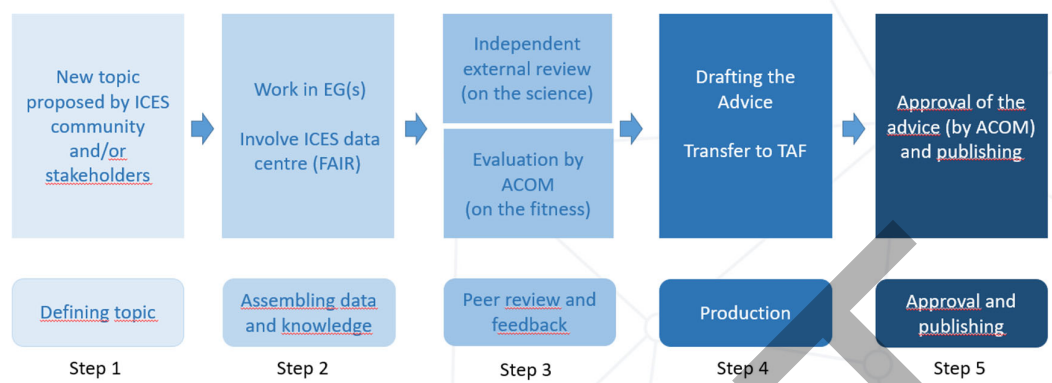 New topic
proposed by ICES
community
and/or
stakeholders
Work in EG(s)
Involve ICES data
centre (FAIR)
Independent
external review
(on the science)
Evaluation by
ACOM
(on the fitness)
Drafting the
Advice
Transfer to TAF
Approval of the
advice (by ACOM)
and publishing
Defining topic
Assembling data
and knowledge
Peer review and
feedback
Production
Approval and
publishing
Step 1
Step 2
Step 3
Step 4
Step 5